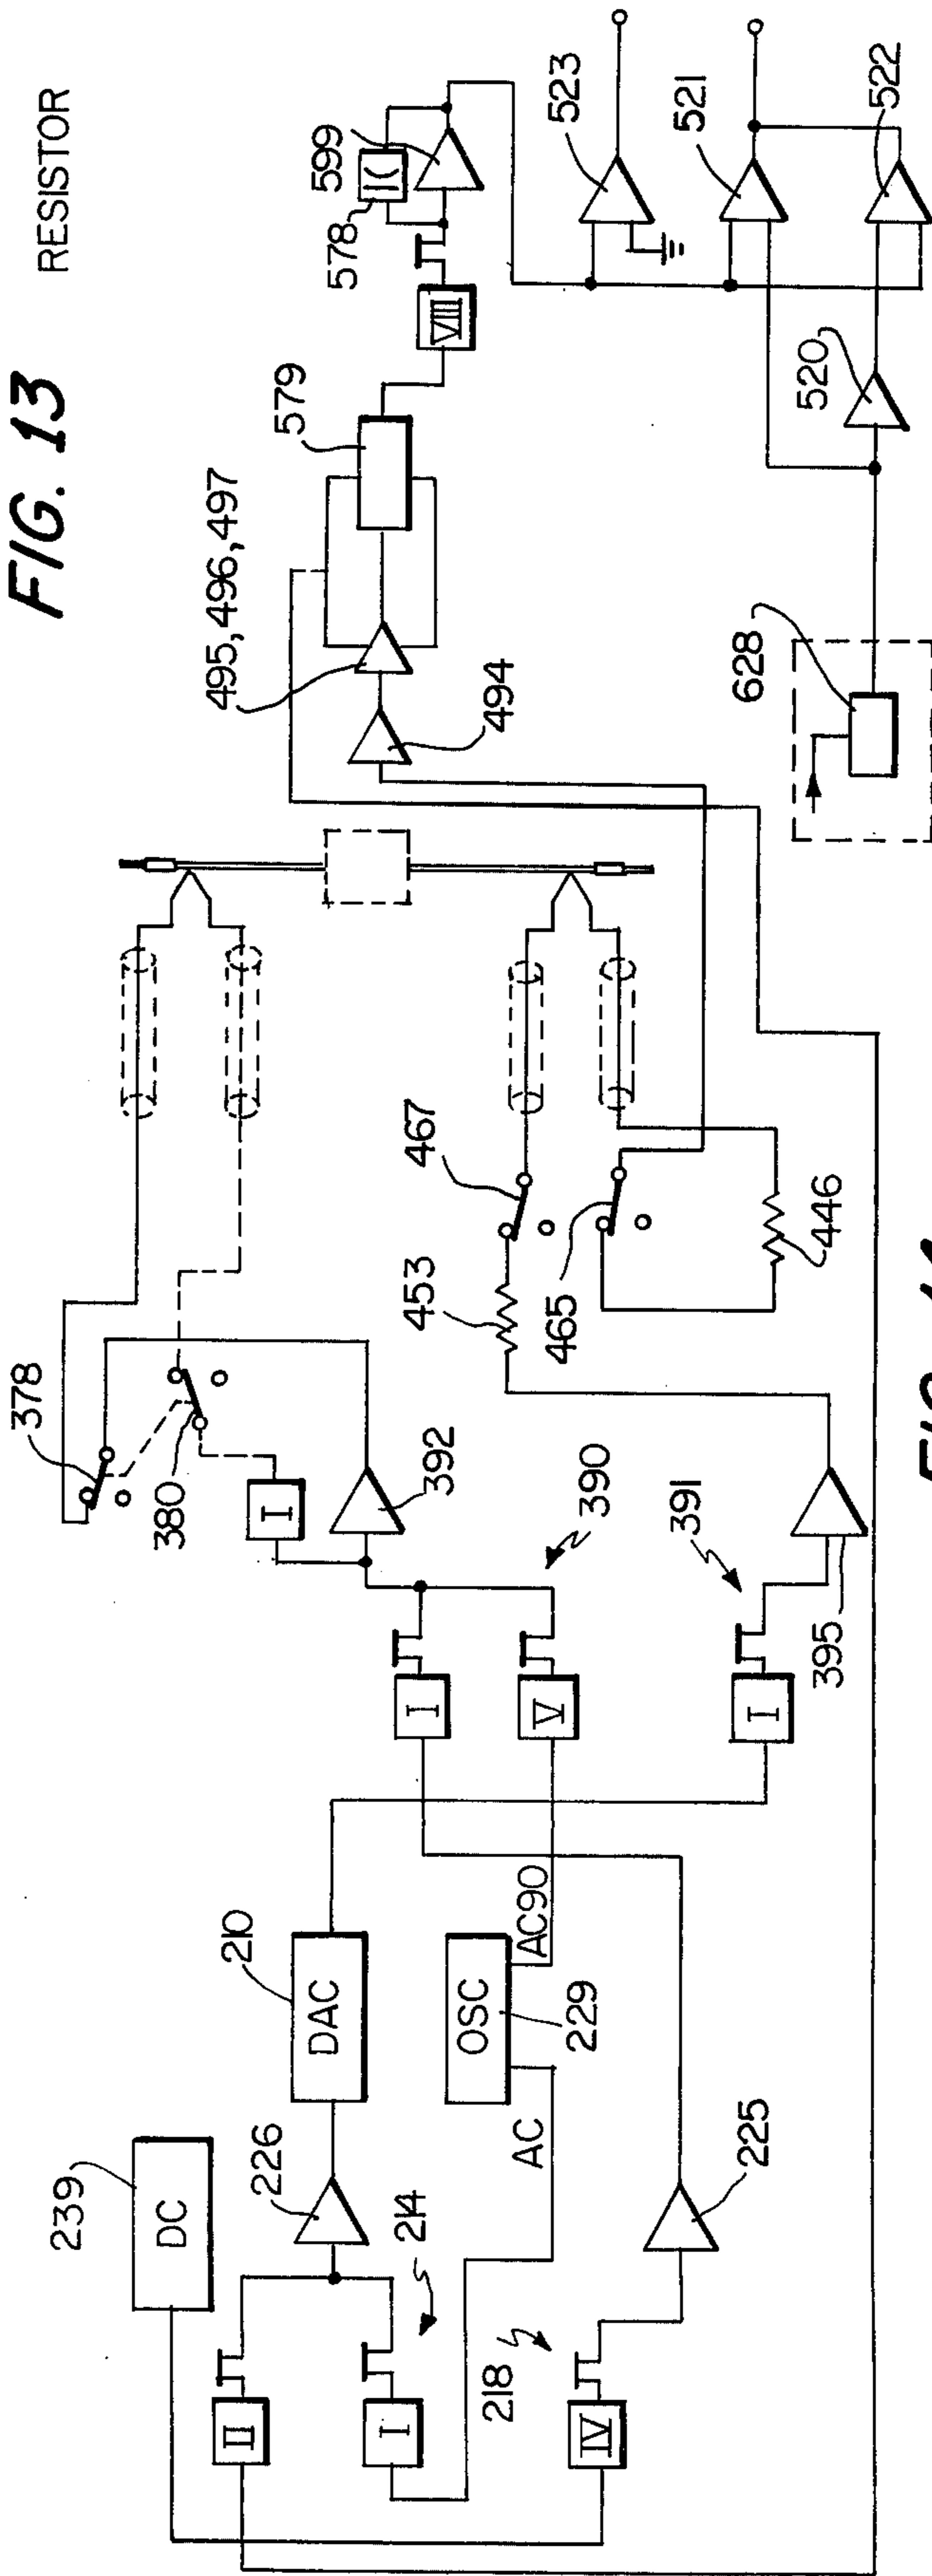 FIG. 13
RESISTOR
239
DC
II
226
214
I
218
IV
225
210
DAC
OSC
229
AC
AC90
378
380
I
392
I
390
V
391
I
395
467
453
465
446
495, 496, 497
579
494
VIII
578
599
523
521
522
520
628